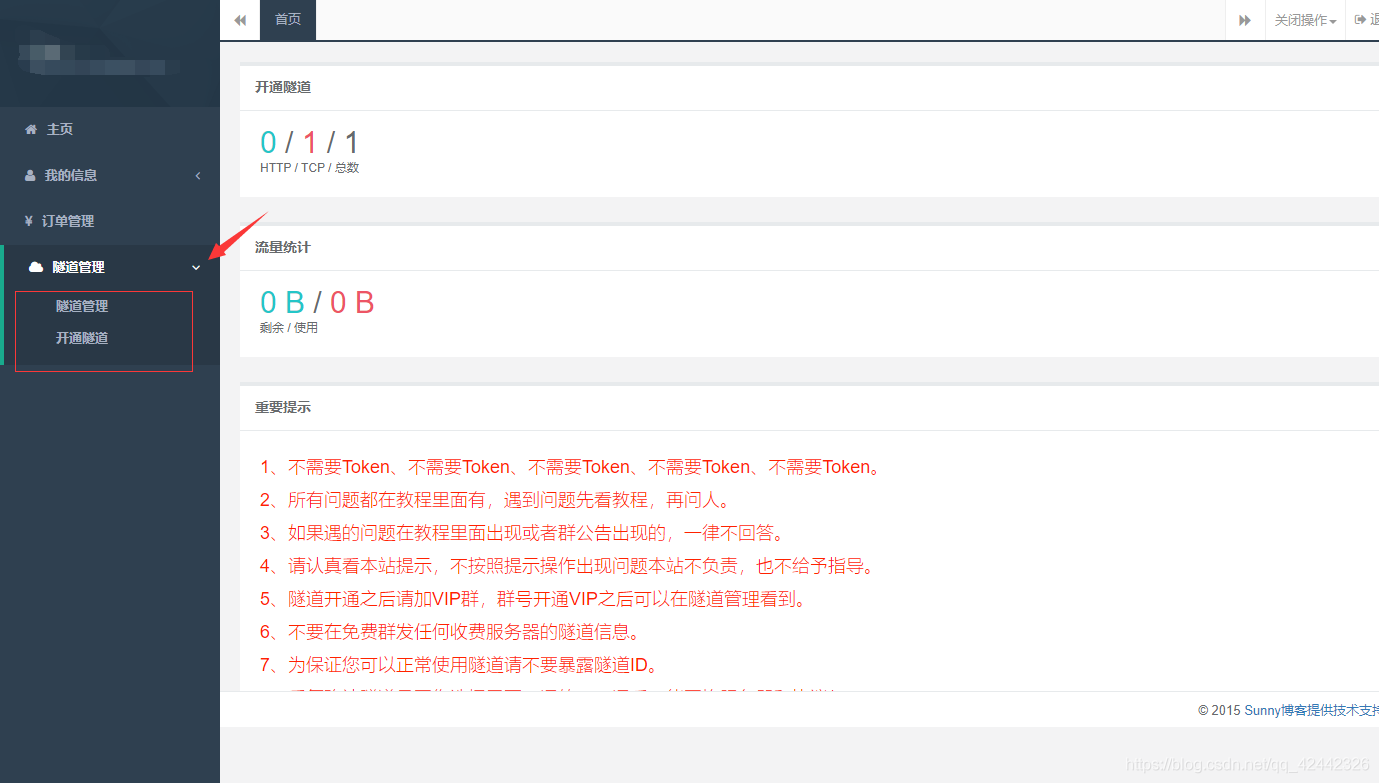 首页
关闭操作
主页
我的信息
¥ 订单管理
隧道管理
隧道管理
开通隧道
开通隧道
0 / 1 / 1
HTTP / TCP / 总数
流量统计
0 B / 0 B
剩余 / 使用
重要提示
1、不需要Token、不需要Token、不需要Token、不需要Token、不需要Token。
2、所有问题都在教程里面有，遇到问题先看教程，再问人。
3、如果遇的问题在教程里面出现或者群公告出现的，一律不回答。
4、请认真看本站提示，不按照提示操作出现问题本站不负责，也不给予指导。
5、隧道开通之后请加VIP群，群号开通VIP之后可以在隧道管理看到。
6、不要在免费群发任何收费服务器的隧道信息。
7、为保证您可以正常使用隧道请不要暴露隧道ID。
© 2015 Sunny博客提供技术支持
https://blog.csdn.net/qq_42442326